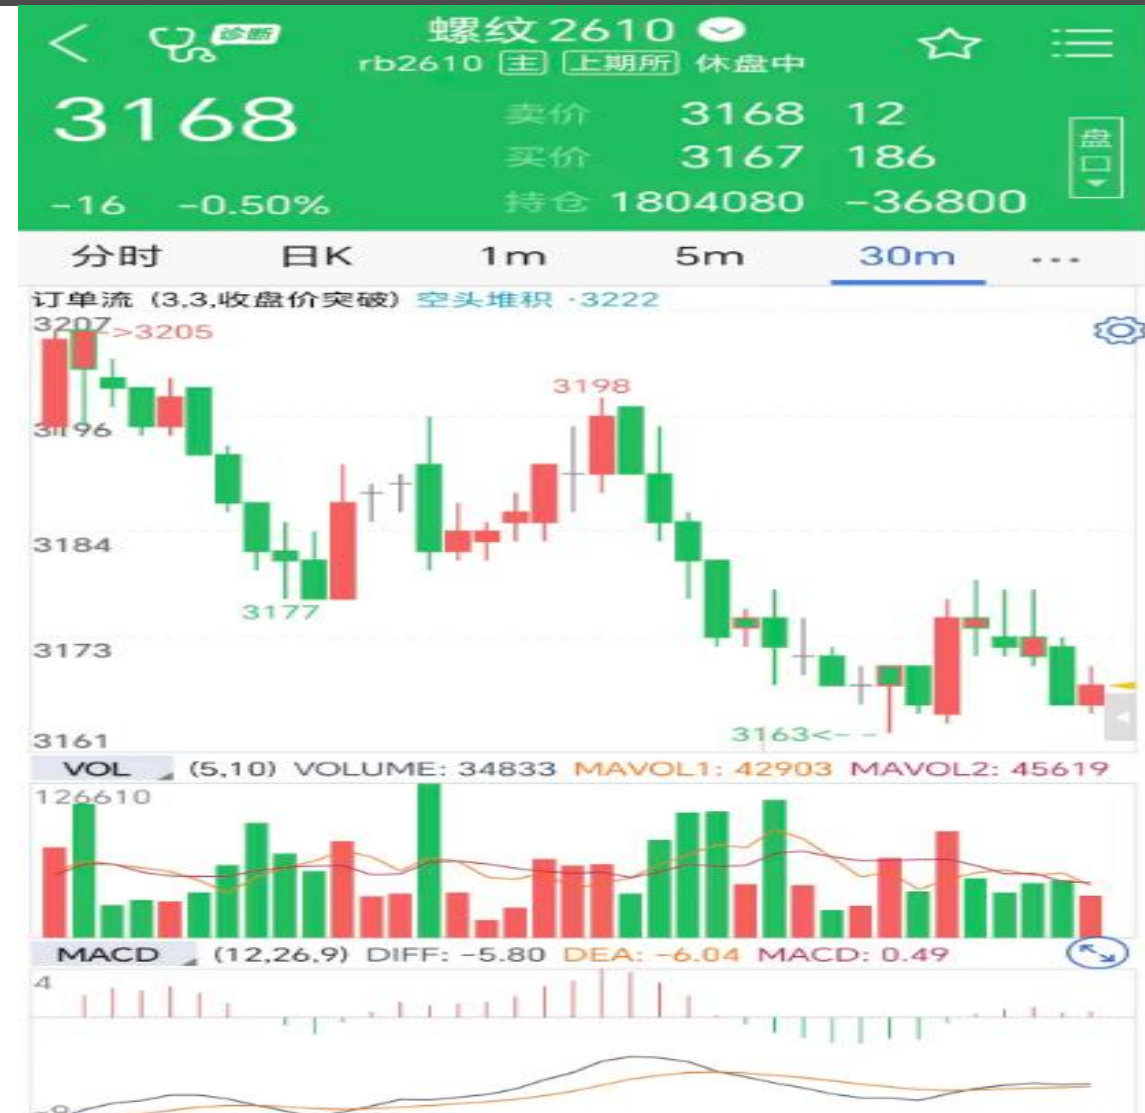 诊断
螺纹2610
rb2610 主 上期所 休盘中
3168 卖价 3168 12
买价 3167 186
盘口
-16 -0.50% 持仓 1804080 -36800
分时 日K 1m 5m 30m ...
订单流 (3,3,收盘价突破) 空头堆积 ·3222
3207 ->3205
3198
3196
3184
3177
3173
3163<--
3161
VOL (5,10) VOLUME: 34833 MAVOL1: 42903 MAVOL2: 45619
126610
MACD (12,26,9) DIFF: -5.80 DEA: -6.04 MACD: 0.49
4